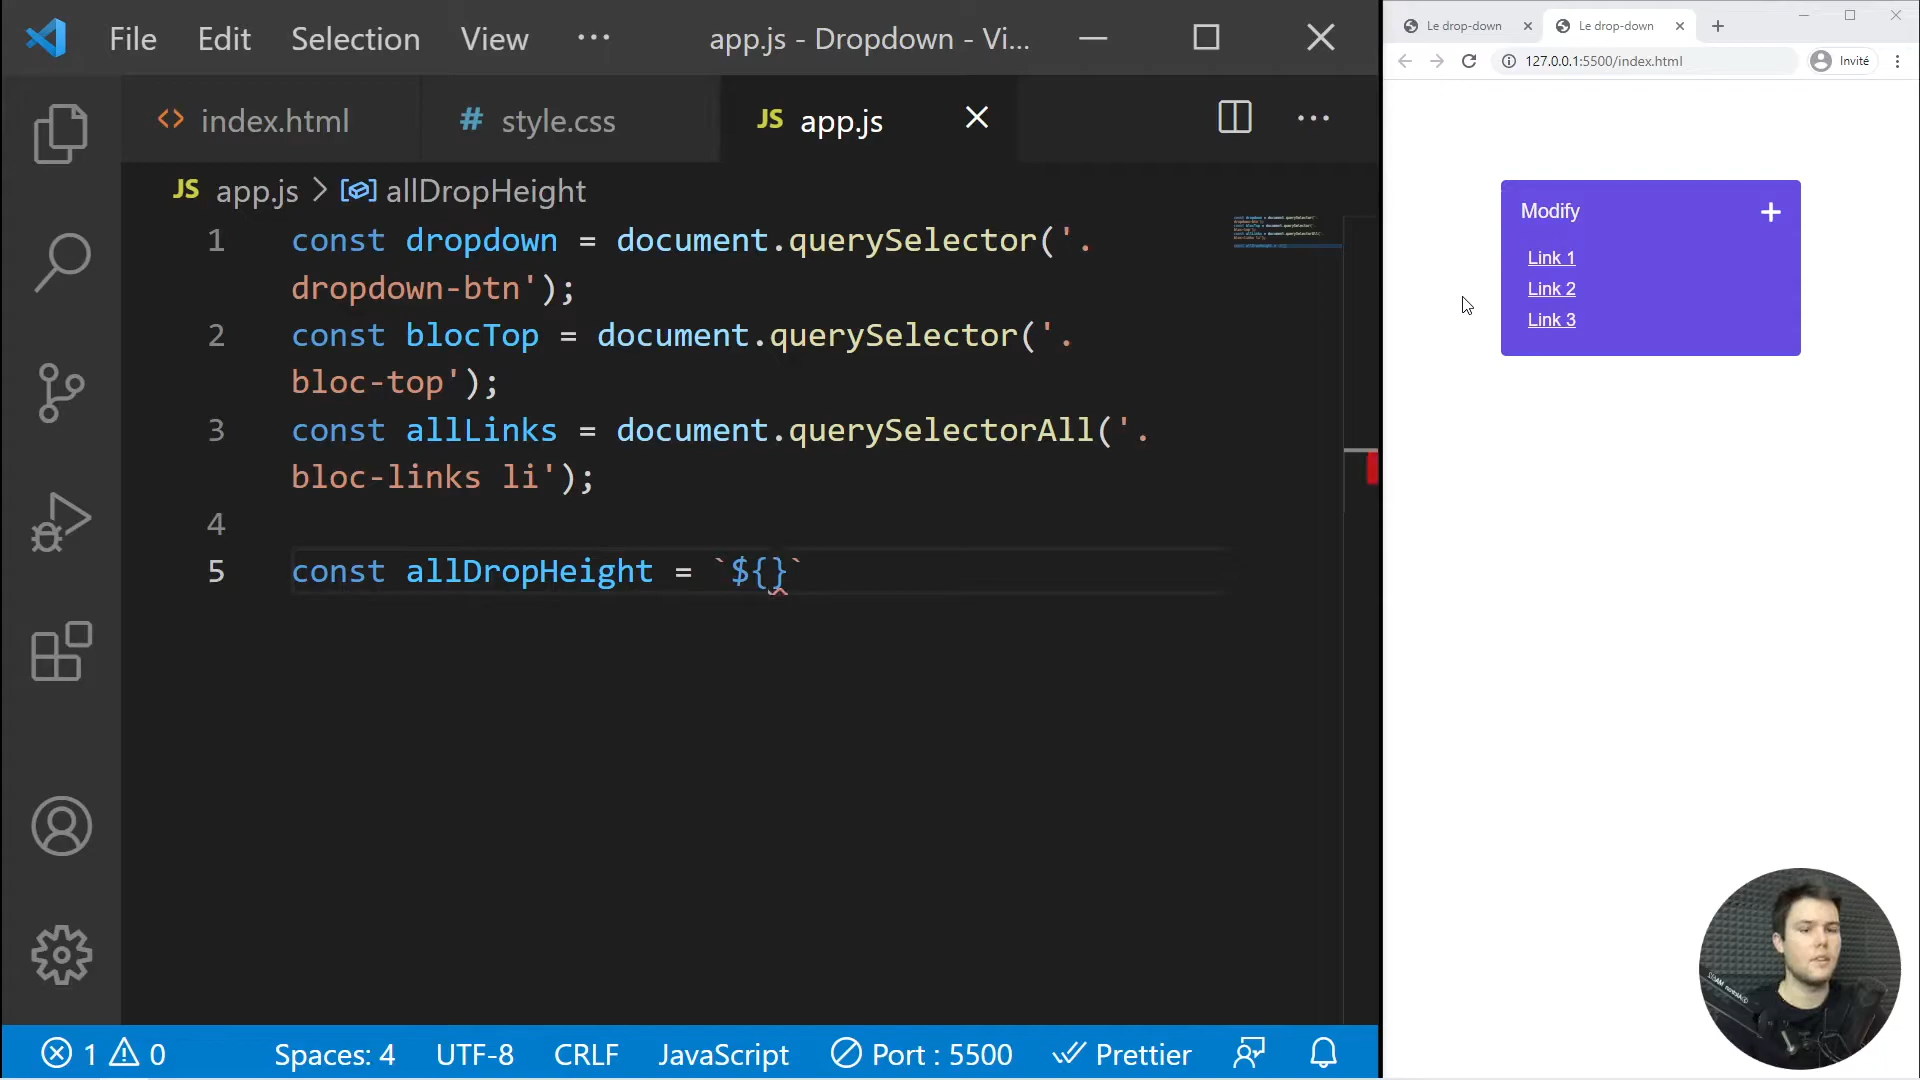 File Edit Selection View ··· app.js - Dropdown - Vi...
index.html # style.css JS app.js
JS app.js > allDropHeight
1 const dropdown = document.querySelector('.
dropdown-btn');
2 const blocTop = document.querySelector('.
bloc-top');
3 const allLinks = document.querySelectorAll('.
bloc-links li');
4
5 const allDropHeight = `${}`
1 0 Spaces: 4 UTF-8 CRLF JavaScript Port : 5500 Prettier
Le drop-down Le drop-down
127.0.0.1:5500/index.html Invité
Modify +
Link 1
Link 2
Link 3